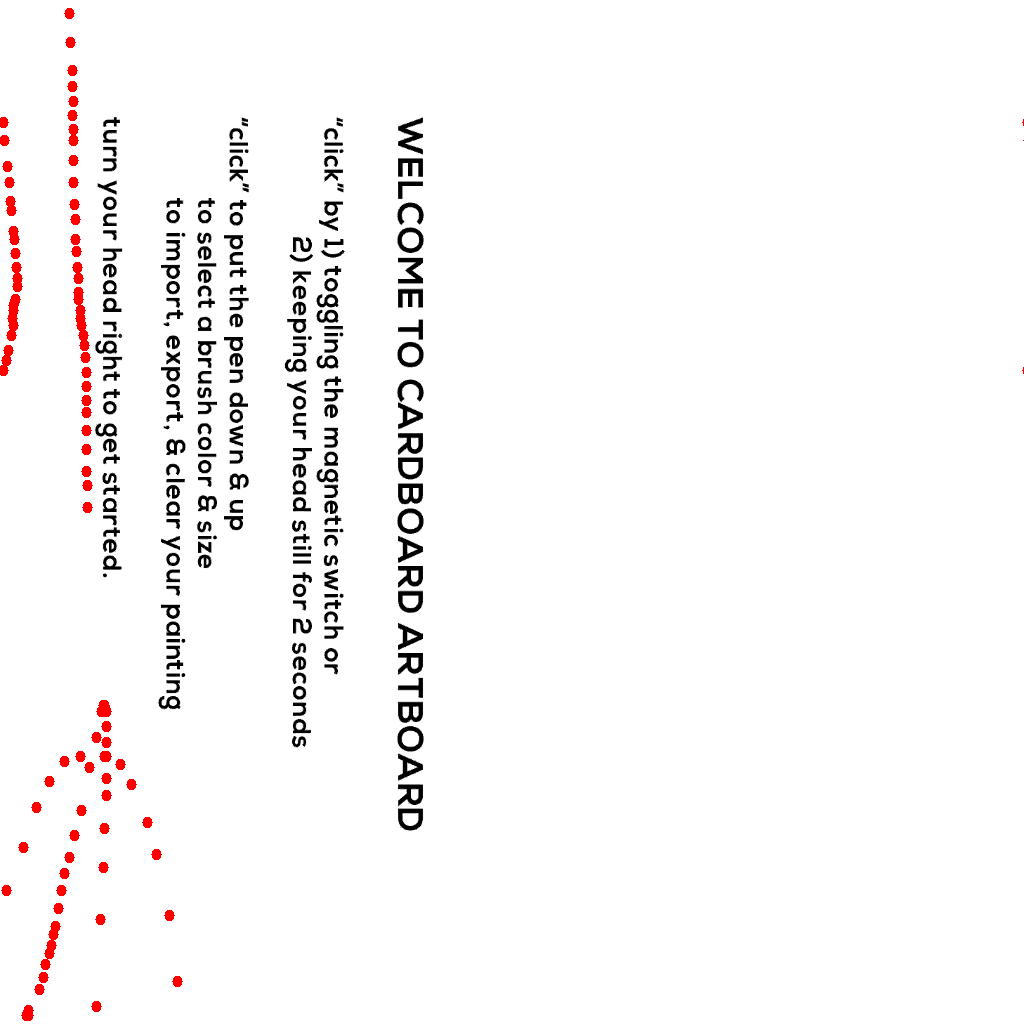 WELCOME TO CARDBOARD ARTBOARD
“click” by 1) toggling the magnetic switch or
2) keeping your head still for 2 seconds
“click” to put the pen down & up
to select a brush color & size
to import, export, & clear your painting
turn your head right to get started.